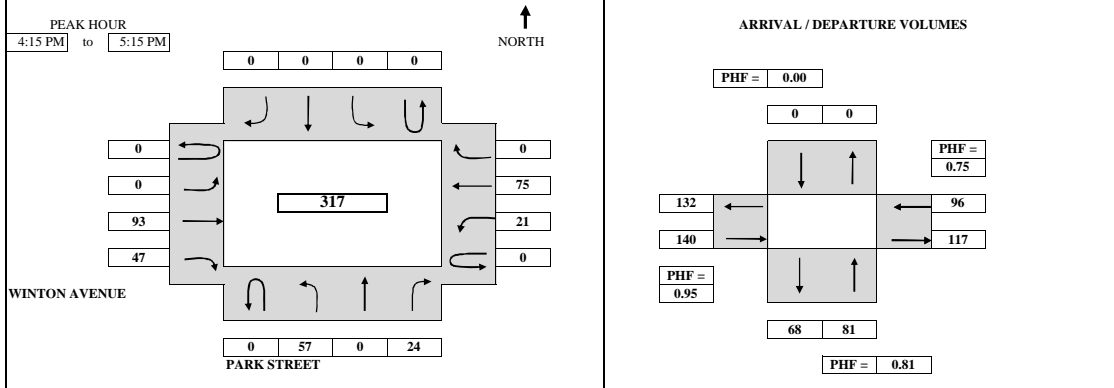 PEAK HOUR
4:15 PM to 5:15 PM
NORTH
0 0 0 0
0 0
0 75
317
93 21
47 0
WINTON AVENUE
0 57 0 24
PARK STREET
ARRIVAL / DEPARTURE VOLUMES
PHF = 0.00
0 0
PHF =
0.75
132 96
140 117
PHF =
0.95
68 81
PHF = 0.81